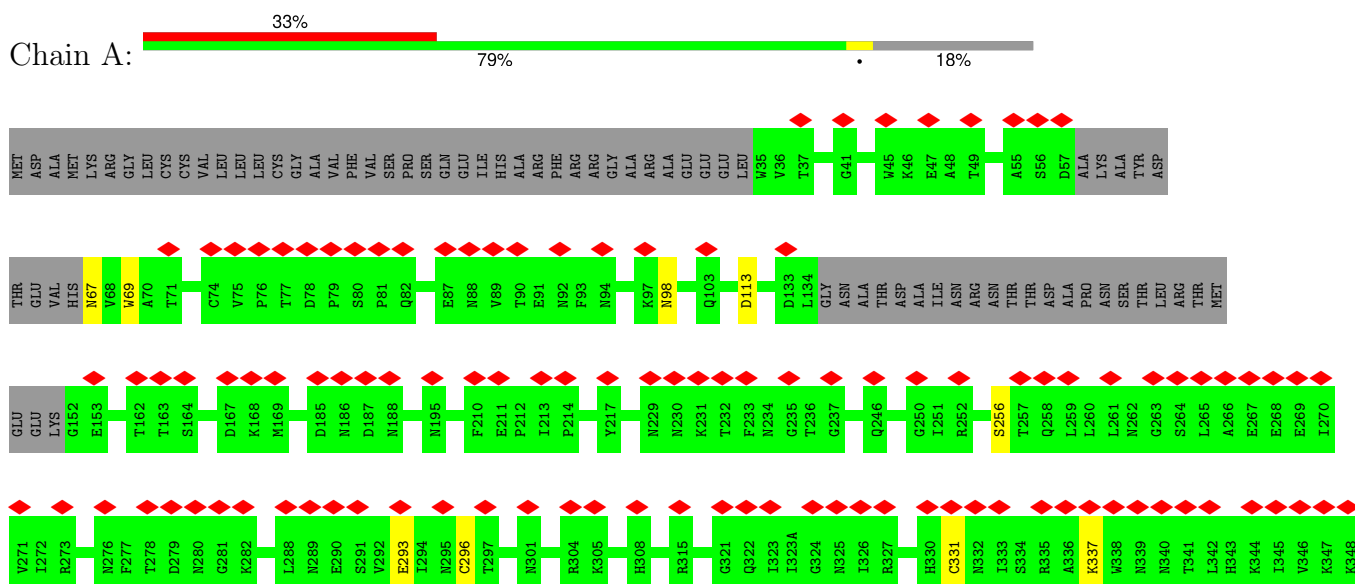 33%
Chain A:
79% • 18%
MET ASP ALA MET LYS ARG GLY LEU CYS CYS VAL LEU LEU LEU CYS GLY ALA VAL PHE VAL SER PRO SER GLN GLU ILE HIS ALA ARG PHE ARG ARG GLY ALA ARG ALA GLU GLU GLU LEU W35 V36 T37 G41 W45 K46 E47 A48 T49 A55 S56 D57 ALA LYS ALA TYR ASP
THR GLU VAL HIS N67 V68 W69 A70 T71 C74 V75 P76 T77 D78 P79 S80 P81 Q82 E87 N88 V89 T90 E91 N92 F93 N94 K97 N98 Q103 D113 D133 L134 GLY ASN ALA THR ASP ALA ILE ASN ARG ASN THR THR ASP ALA PRO ASN SER THR LEU ARG THR MET
GLU GLU LYS G152 E153 T162 T163 S164 D167 K168 M169 D185 N186 D187 N188 N195 F210 E211 P212 I213 P214 Y217 N229 N230 K231 T232 F233 N234 G235 T236 G237 Q246 G250 I251 R252 S256 T257 Q258 L259 L260 L261 N262 G263 S264 L265 A266 E267 E268 E269 I270
V271 I272 R273 N276 F277 T278 D279 N280 G281 K282 L288 N289 E290 S291 V292 E293 I294 N295 C296 T297 N301 R304 K305 H308 R315 G321 Q322 I323 I323A G324 N325 I326 R327 H330 C331 N332 I333 S334 R335 A336 K337 W338 N339 N340 T341 L342 H343 K344 I345 V346 K347 K348